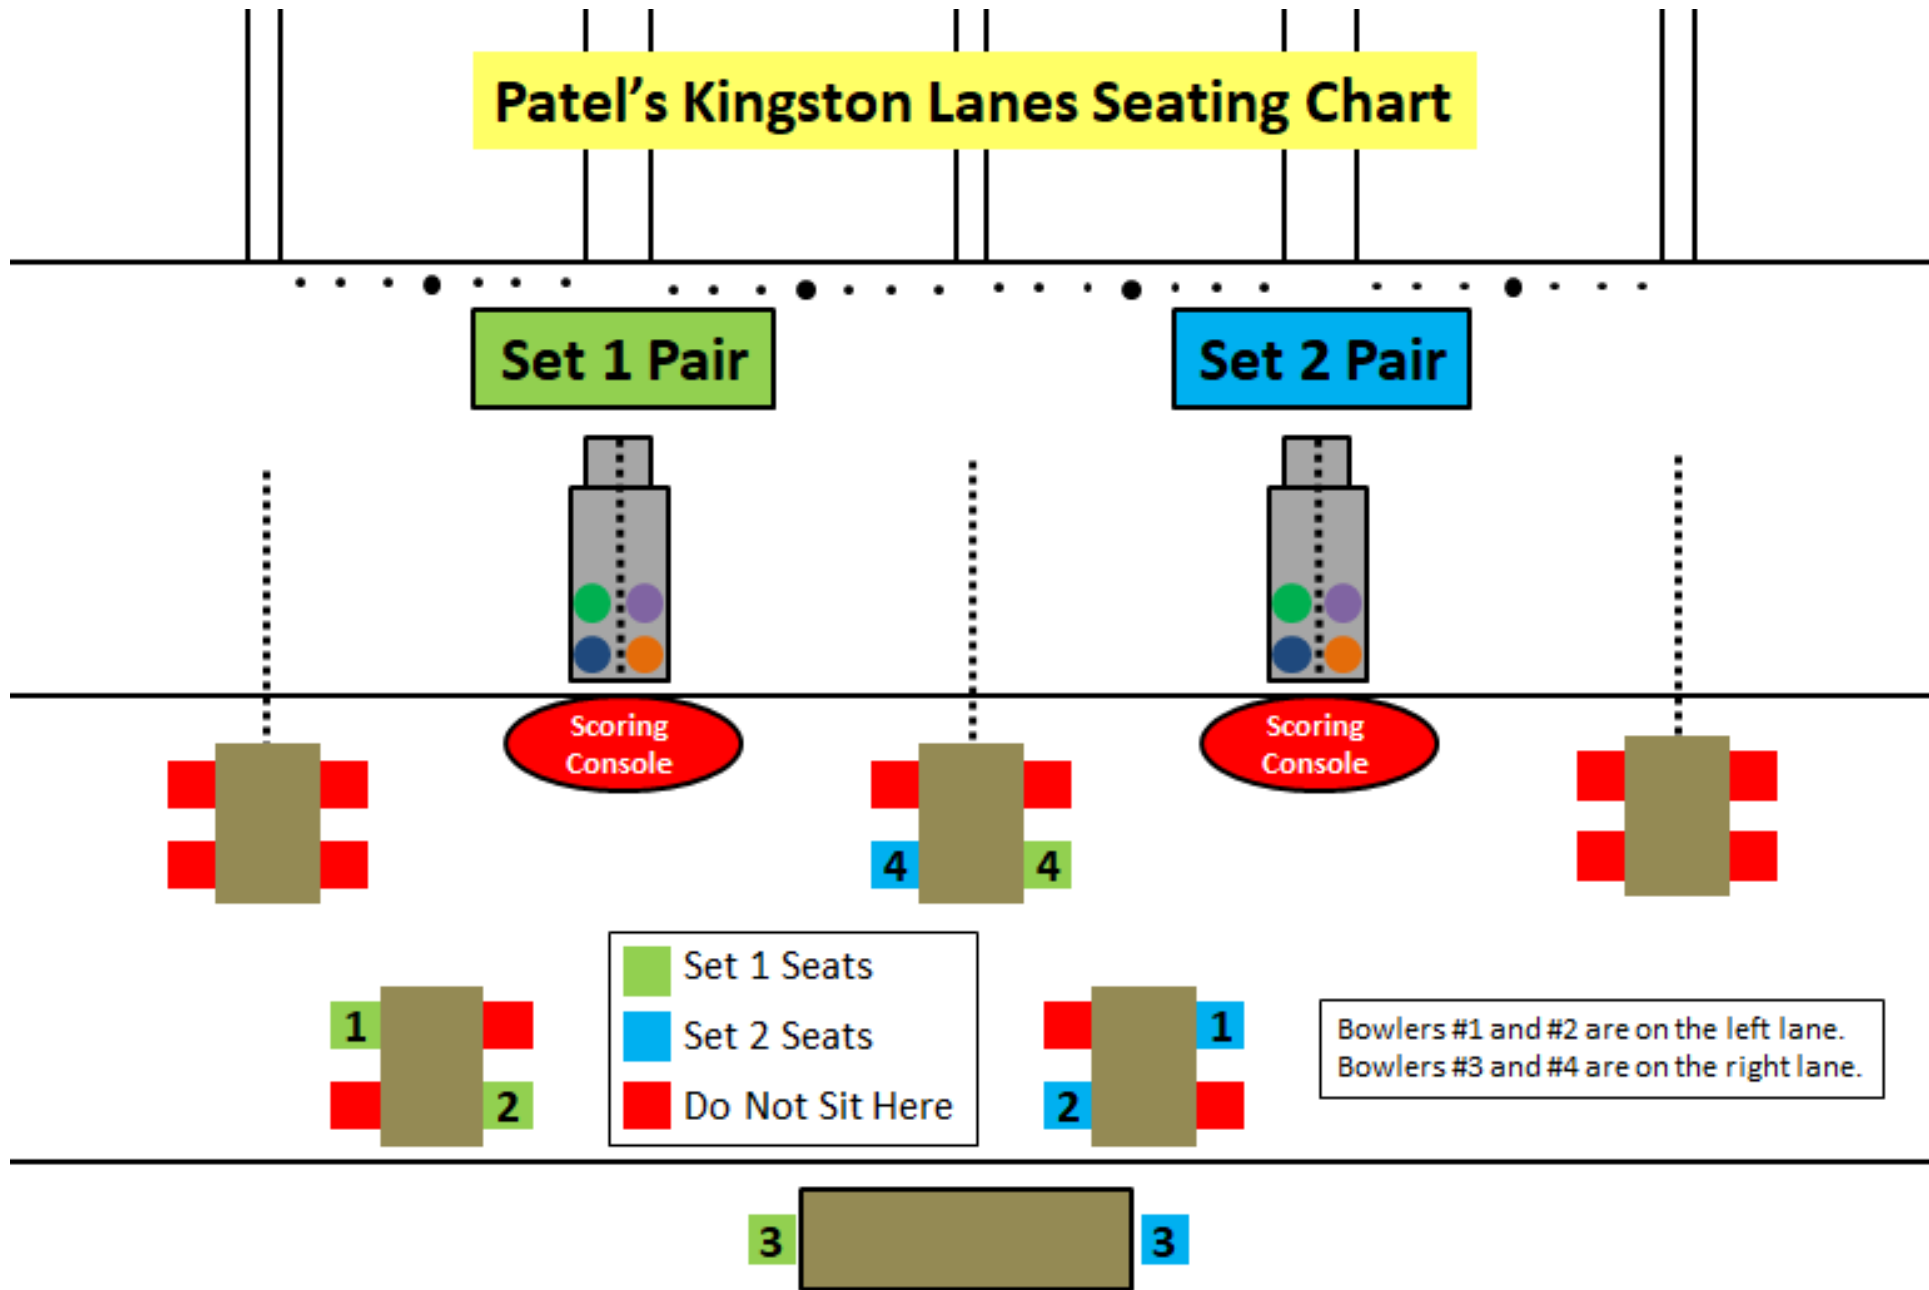 Patel’s Kingston Lanes Seating Chart
Set 1 Pair
Set 2 Pair
Scoring
Console
Scoring
Console
4
4
Set 1 Seats
Set 2 Seats
Do Not Sit Here
1
2
1
2
Bowlers #1 and #2 are on the left lane.
Bowlers #3 and #4 are on the right lane.
3
3